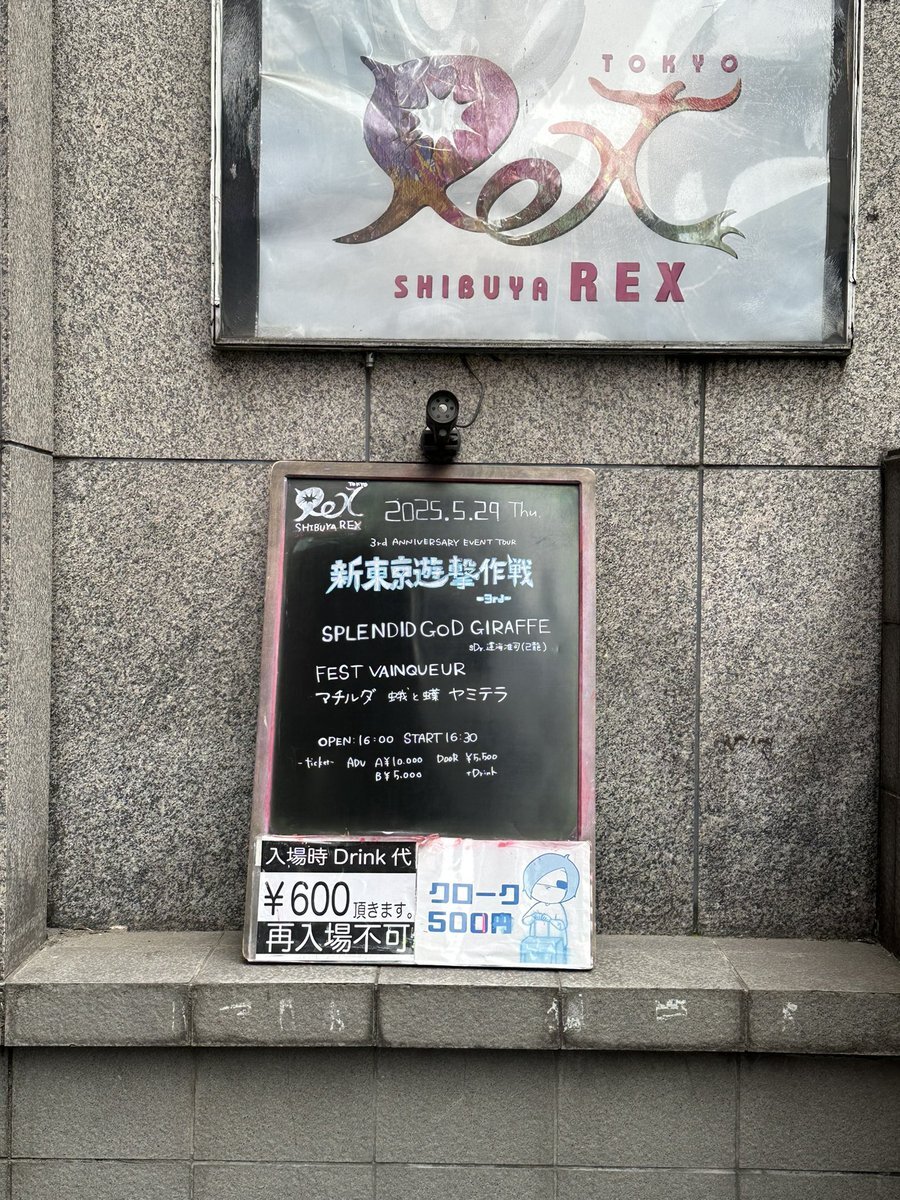 TOKYO
ReX
SHIBUYA REX
TOKYO
ReX
SHIBUYA REX
2025.5.29 Thu.
3rd ANNIVERSARY EVENT TOUR
新東京遊撃作戦
-3rd-
SPLENDID GOD GIRAFFE
FEST VAINQUEUR
マチルダ 蛾と蝶 ヤミテラ
OPEN:16:00 START 16:30
-ticket- ADV A¥10.000 DOOR ¥5,500
B¥5.000 +Drink
入場時 Drink 代
¥600 頂きます。
再入場不可
クローク
500円